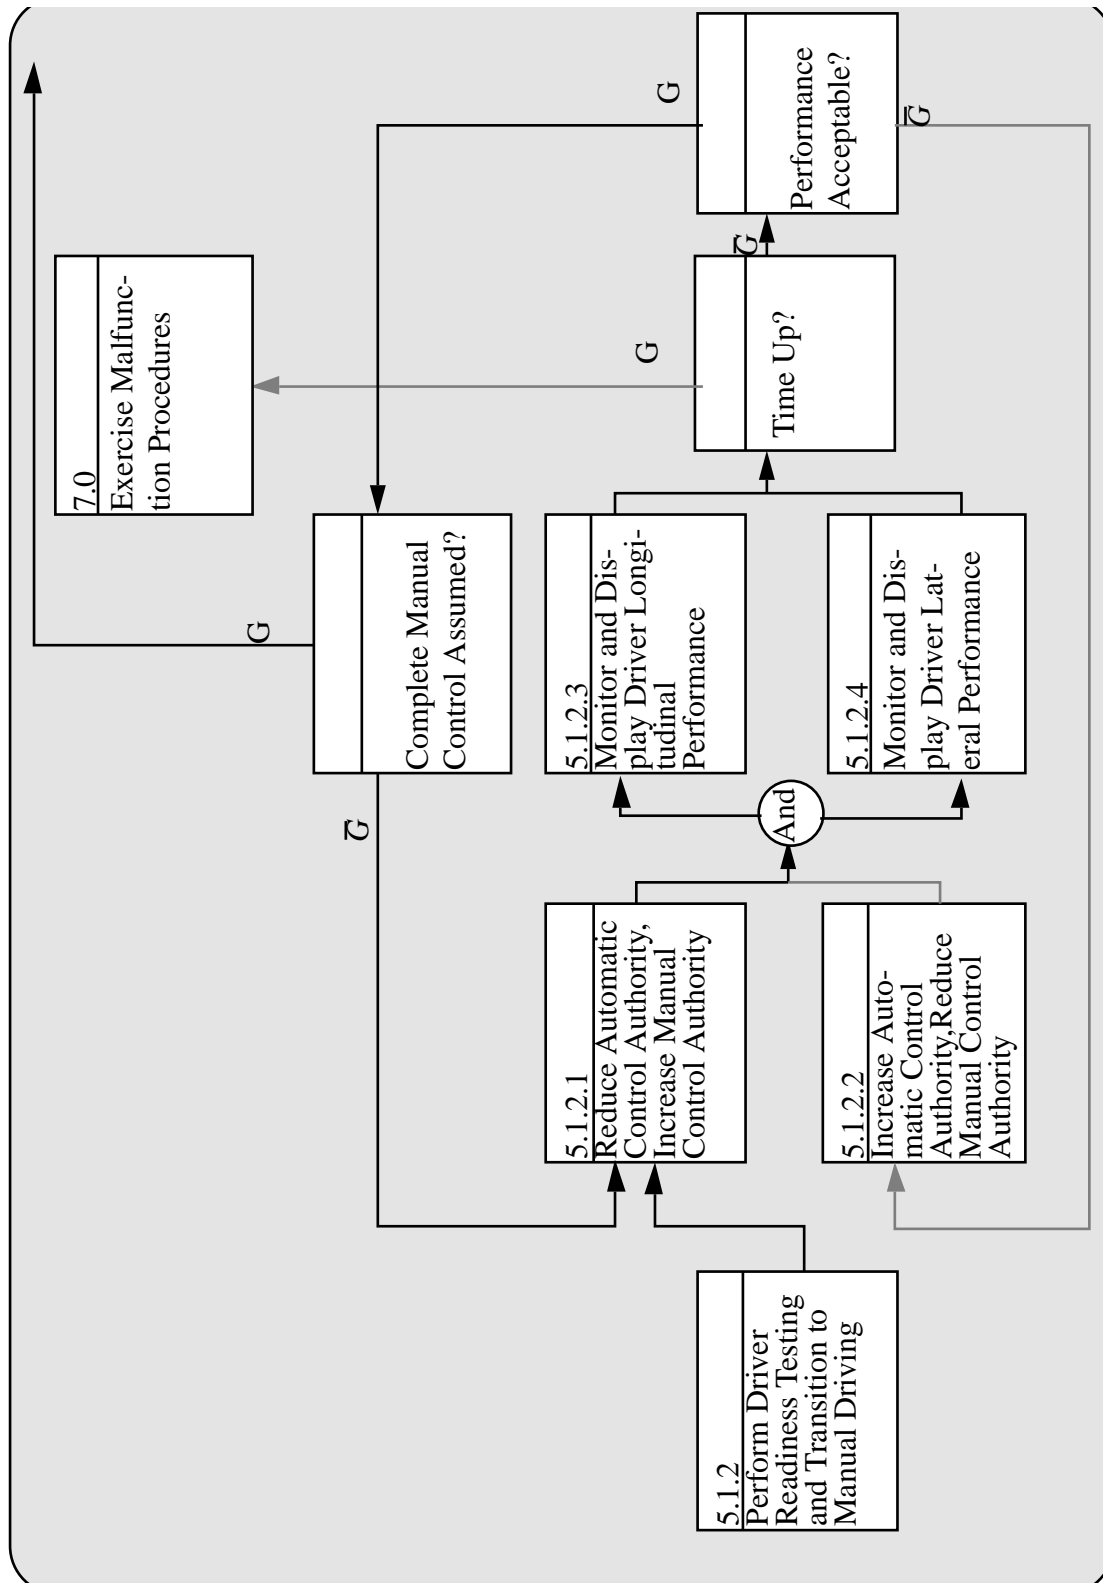 7.0
Exercise Malfunc-
tion Procedures
G
G̅
Complete Manual
Control Assumed?
5.1.2
Perform Driver
Readiness Testing
and Transition to
Manual Driving
5.1.2.1
Reduce Automatic
Control Authority,
Increase Manual
Control Authority
5.1.2.2
Increase Auto-
matic Control
Authority,Reduce
Manual Control
Authority
And
5.1.2.3
Monitor and Dis-
play Driver Longi-
tudinal
Performance
5.1.2.4
Monitor and Dis-
play Driver Lat-
eral Performance
G
Time Up?
G̅
G
Performance
Acceptable?
G̅